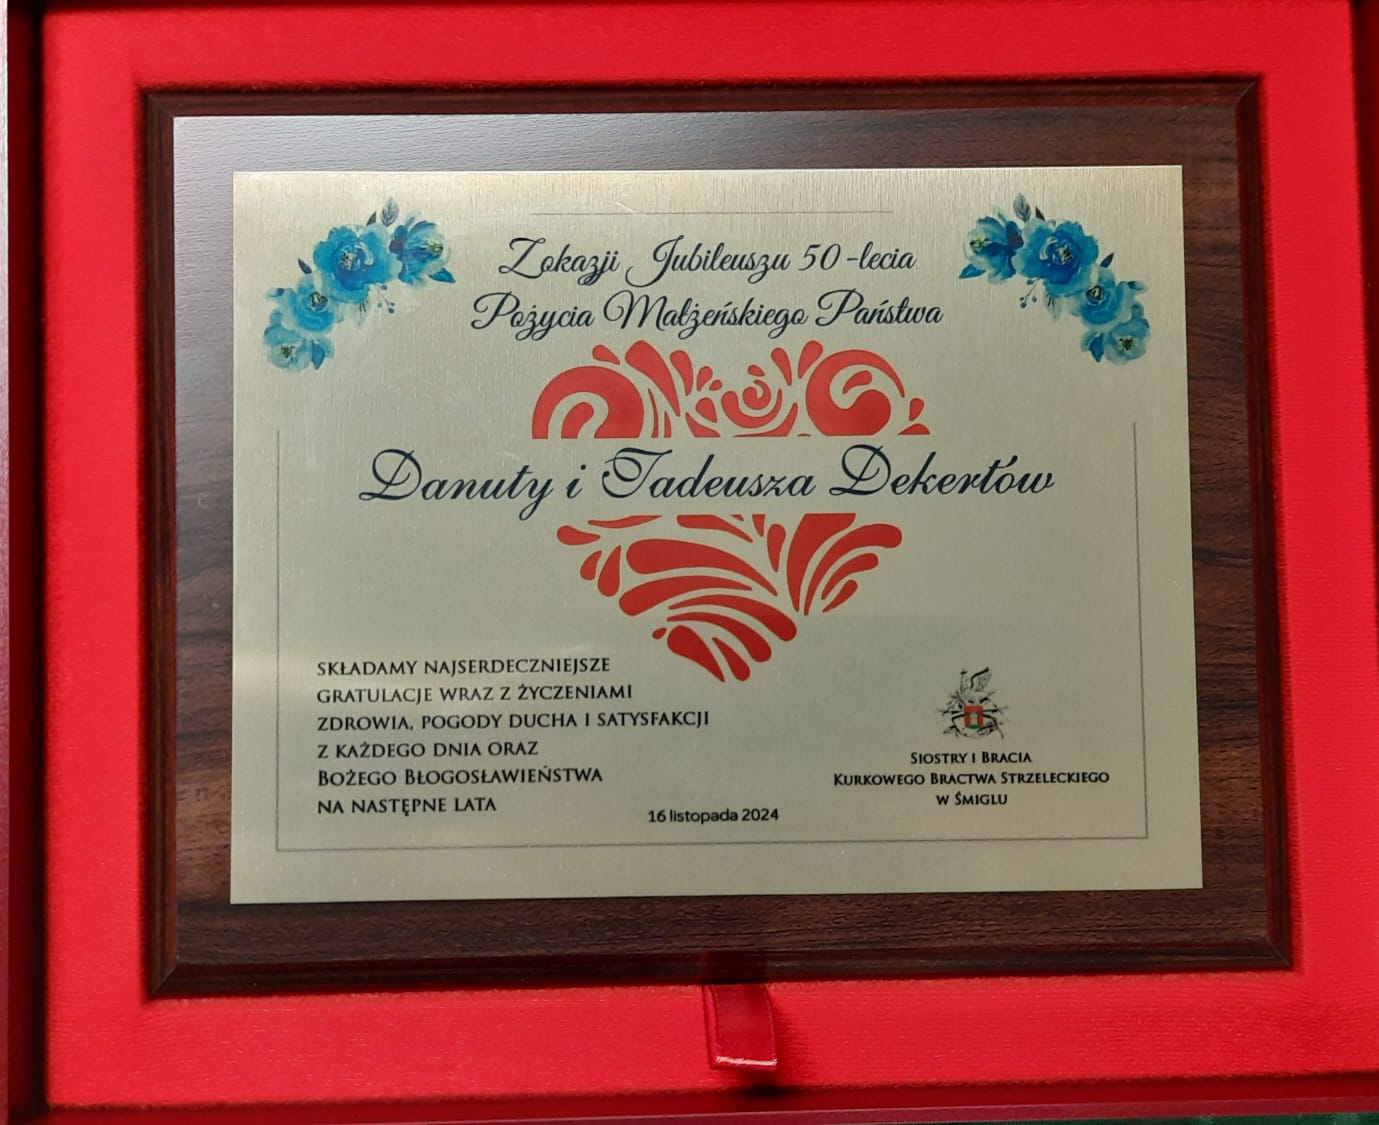 Z okazji Jubileuszu 50-lecia
Pożycia Małżeńskiego Państwa
Danuty i Tadeusza Dekertów
SKŁADAMY NAJSERDECZNIEJSZE
GRATULACJE WRAZ Z ŻYCZENIAMI
ZDROWIA, POGODY DUCHA I SATYSFAKCJI
Z KAŻDEGO DNIA ORAZ
BOŻEGO BŁOGOSŁAWIEŃSTWA
NA NASTĘPNE LATA
16 listopada 2024
SIOSTRY I BRACIA
KURKOWEGO BRACTWA STRZELECKIEGO
W ŚMIGLU